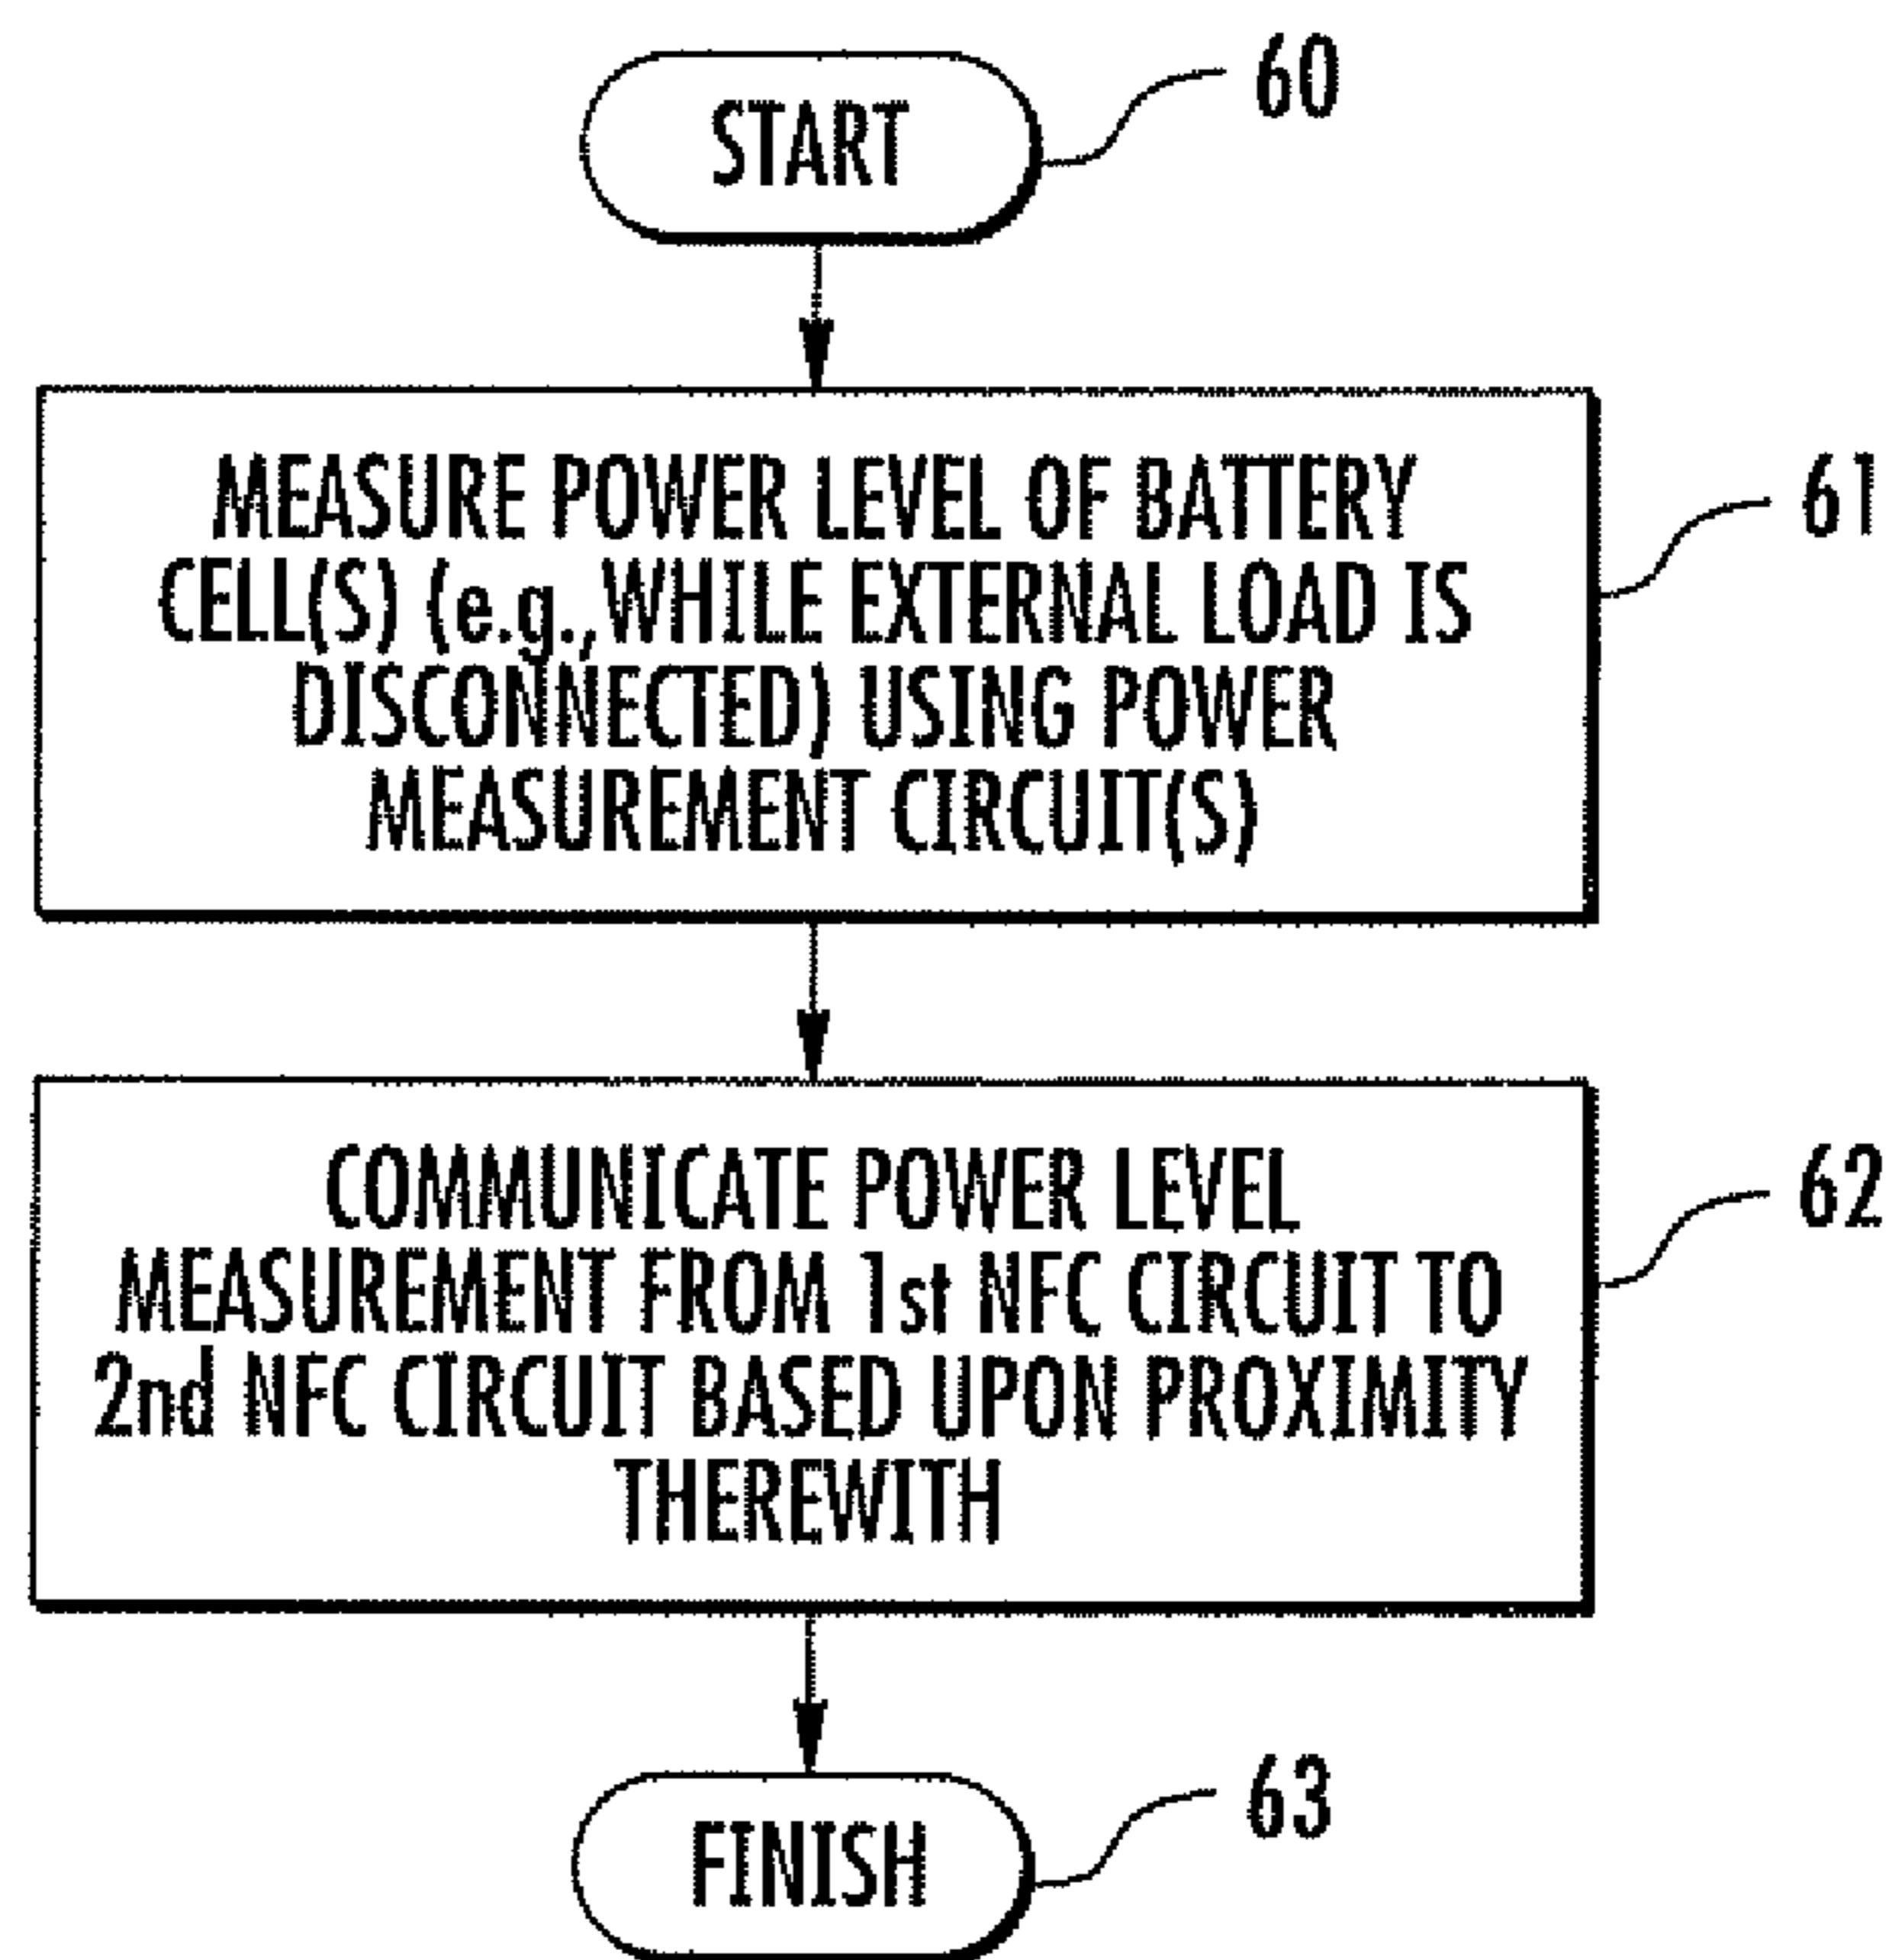 START
60
MEASURE POWER LEVEL OF BATTERY
CELL(S) (e.g., WHILE EXTERNAL LOAD IS
DISCONNECTED) USING POWER
MEASUREMENT CIRCUIT(S)
61
COMMUNICATE POWER LEVEL
MEASUREMENT FROM 1st NFC CIRCUIT TO
2nd NFC CIRCUIT BASED UPON PROXIMITY
THEREWITH
62
FINISH
63